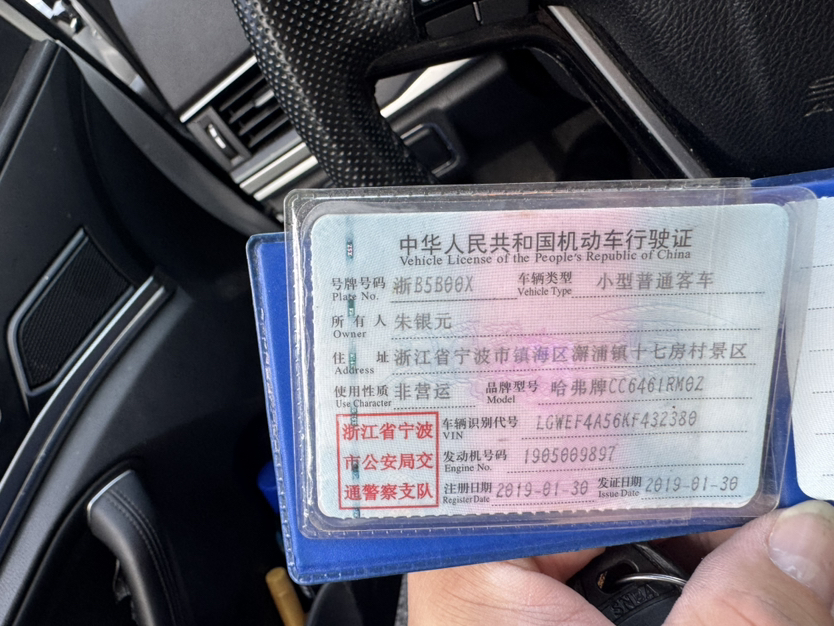 中华人民共和国机动车行驶证
Vehicle License of the People's Republic of China
号牌号码 浙B5B00X 车辆类型 小型普通客车
Plate No. Vehicle Type
所有人 朱银元
Owner
住址 浙江省宁波市镇海区澥浦镇十七房村景区
Address
使用性质 非营运 品牌型号 哈弗牌CC6461RM0Z
Use Character Model
浙江省宁波
市公安局交
通警察支队
车辆识别代号 LGWEF4A56KF432380
VIN
发动机号码 1905009897
Engine No.
注册日期 2019-01-30 发证日期 2019-01-30
Register Date Issue Date